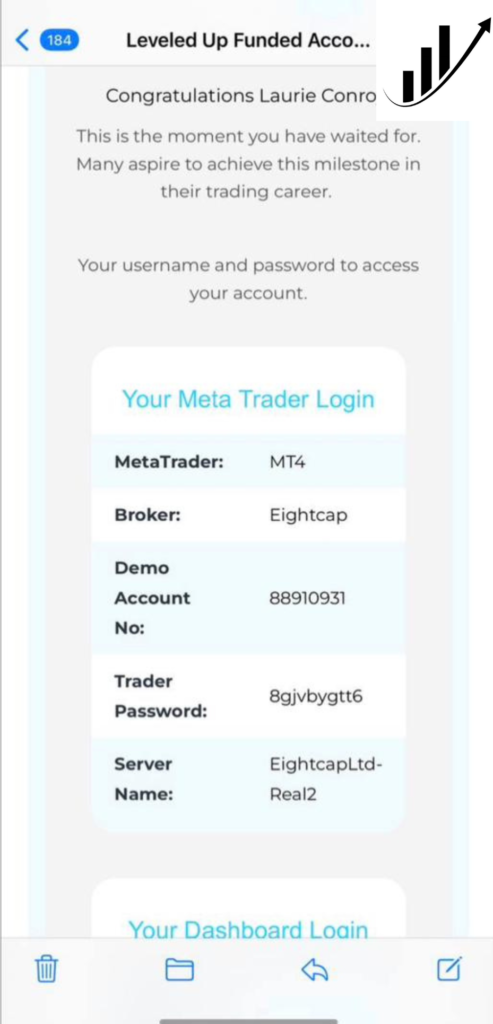 184
Leveled Up Funded Acco...
Congratulations Laurie Conro
This is the moment you have waited for.
Many aspire to achieve this milestone in
their trading career.
Your username and password to access
your account.
Your Meta Trader Login
MetaTrader: MT4
Broker: Eightcap
Demo
Account 88910931
No:
Trader
Password: 8gjvbygtt6
Server EightcapLtd-
Name: Real2
Your Dashboard Login